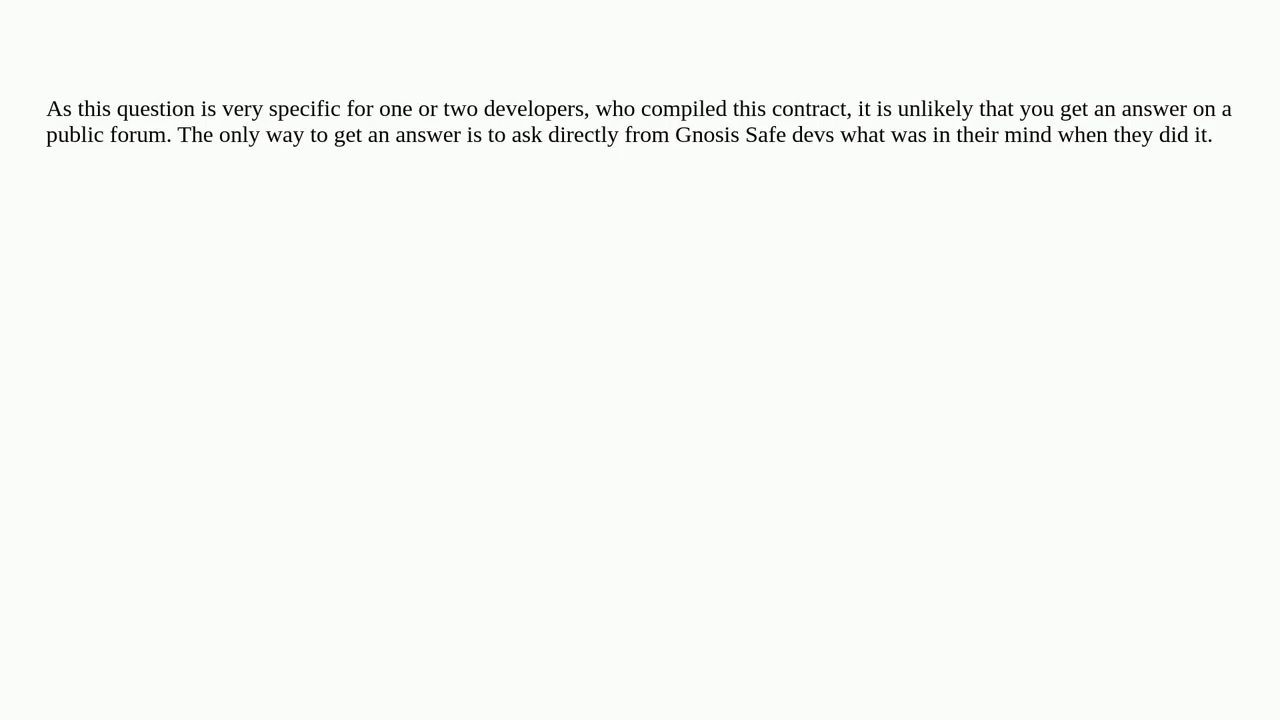 As this question is very specific for one or two developers, who compiled this contract, it is unlikely that you get an answer on a
public forum. The only way to get an answer is to ask directly from Gnosis Safe devs what was in their mind when they did it.